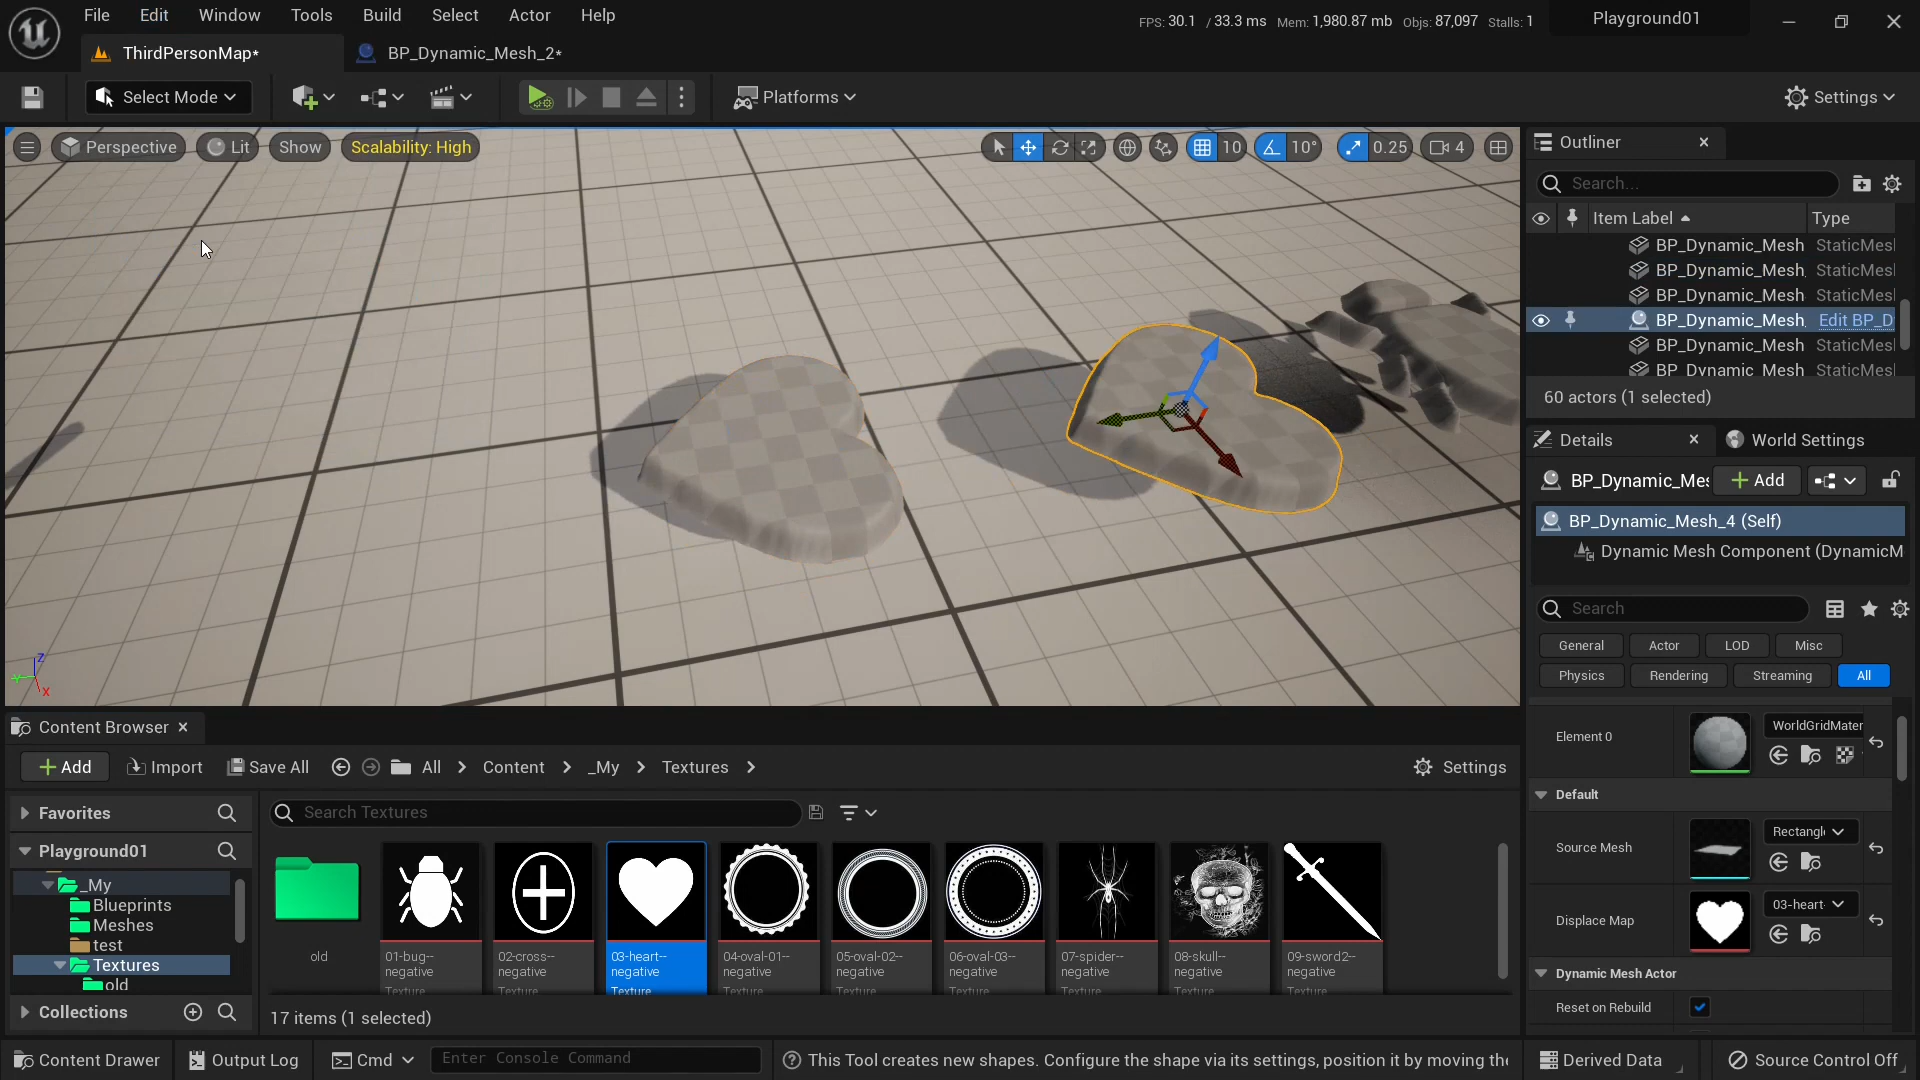 File Edit Window Tools Build Select Actor Help
FPS: 30.1 / 33.3 ms Mem: 1,980.87 mb Objs: 87,097 Stalls: 1
Playground01
ThirdPersonMap*
BP_Dynamic_Mesh_2*
Select Mode
Platforms
Settings
Perspective
Lit
Show
Scalability: High
10
10°
0.25
4
Outliner
Search...
Item Label
Type
BP_Dynamic_Mesh StaticMesl
BP_Dynamic_Mesh StaticMesl
BP_Dynamic_Mesh StaticMesl
BP_Dynamic_Mesh Edit BP_D
BP_Dynamic_Mesh StaticMesl
BP_Dynamic_Mesh StaticMesl
60 actors (1 selected)
Details
World Settings
BP_Dynamic_Mes
Add
BP_Dynamic_Mesh_4 (Self)
Dynamic Mesh Component (DynamicM
Search
General
Actor
LOD
Misc
Physics
Rendering
Streaming
All
Element 0
WorldGridMater
Default
Source Mesh
Rectangl
Displace Map
03-heart-
Dynamic Mesh Actor
Reset on Rebuild
Z
Y
X
Content Browser
Add
Import
Save All
All
Content
_My
Textures
Settings
Favorites
Search Textures
Playground01
_My
Blueprints
Meshes
test
Textures
old
Collections
old
01-bug--
negative
Texture
02-cross--
negative
Texture
03-heart--
negative
Texture
04-oval-01--
negative
Texture
05-oval-02--
negative
Texture
06-oval-03--
negative
Texture
07-spider--
negative
Texture
08-skull--
negative
Texture
09-sword2--
negative
Texture
17 items (1 selected)
Content Drawer
Output Log
Cmd
Enter Console Command
This Tool creates new shapes. Configure the shape via its settings, position it by moving the
Derived Data
Source Control Off